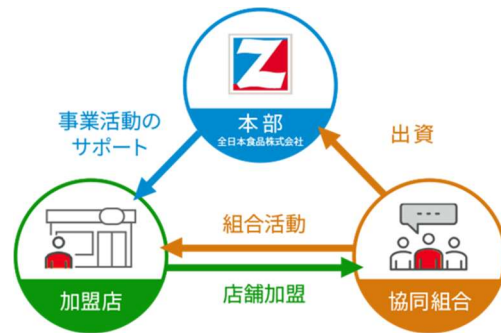 Z
本部
全日本食品株式会社
事業活動の
サポート
出資
組合活動
店舗加盟
加盟店
協同組合